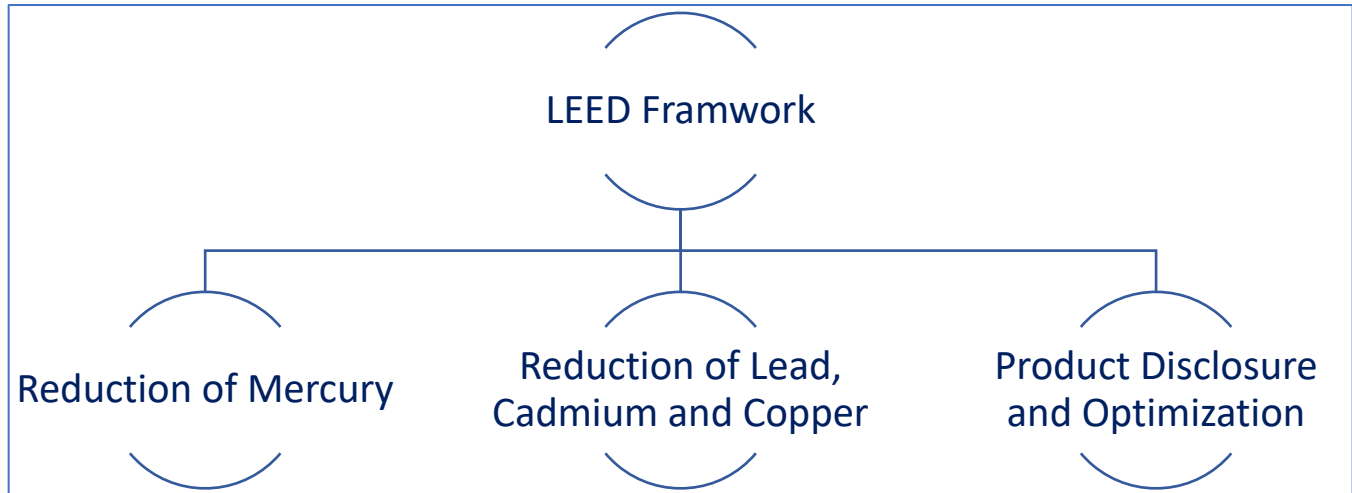 LEED Framwork
Reduction of Mercury
Reduction of Lead,
Cadmium and Copper
Product Disclosure
and Optimization